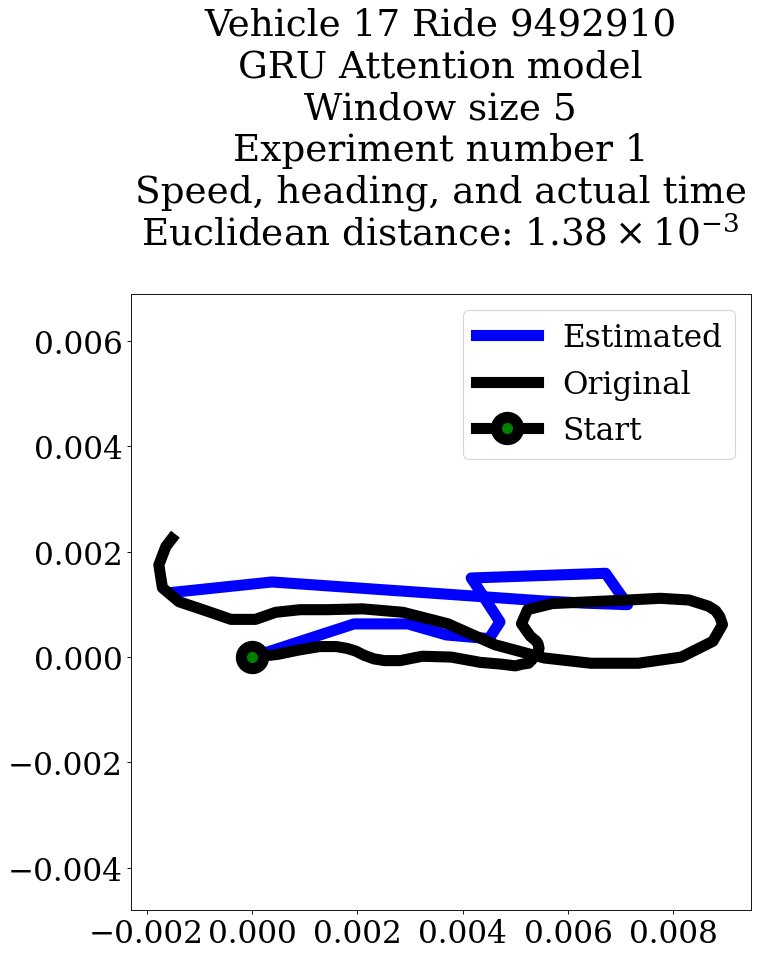 Vehicle 17 Ride 9492910
GRU Attention model
Window size 5
Experiment number 1
Speed, heading, and actual time
Euclidean distance: 1.38 × 10⁻³
Estimated
Original
Start
0.006
0.004
0.002
0.000
−0.002
−0.004
−0.002 0.000 0.002 0.004 0.006 0.008